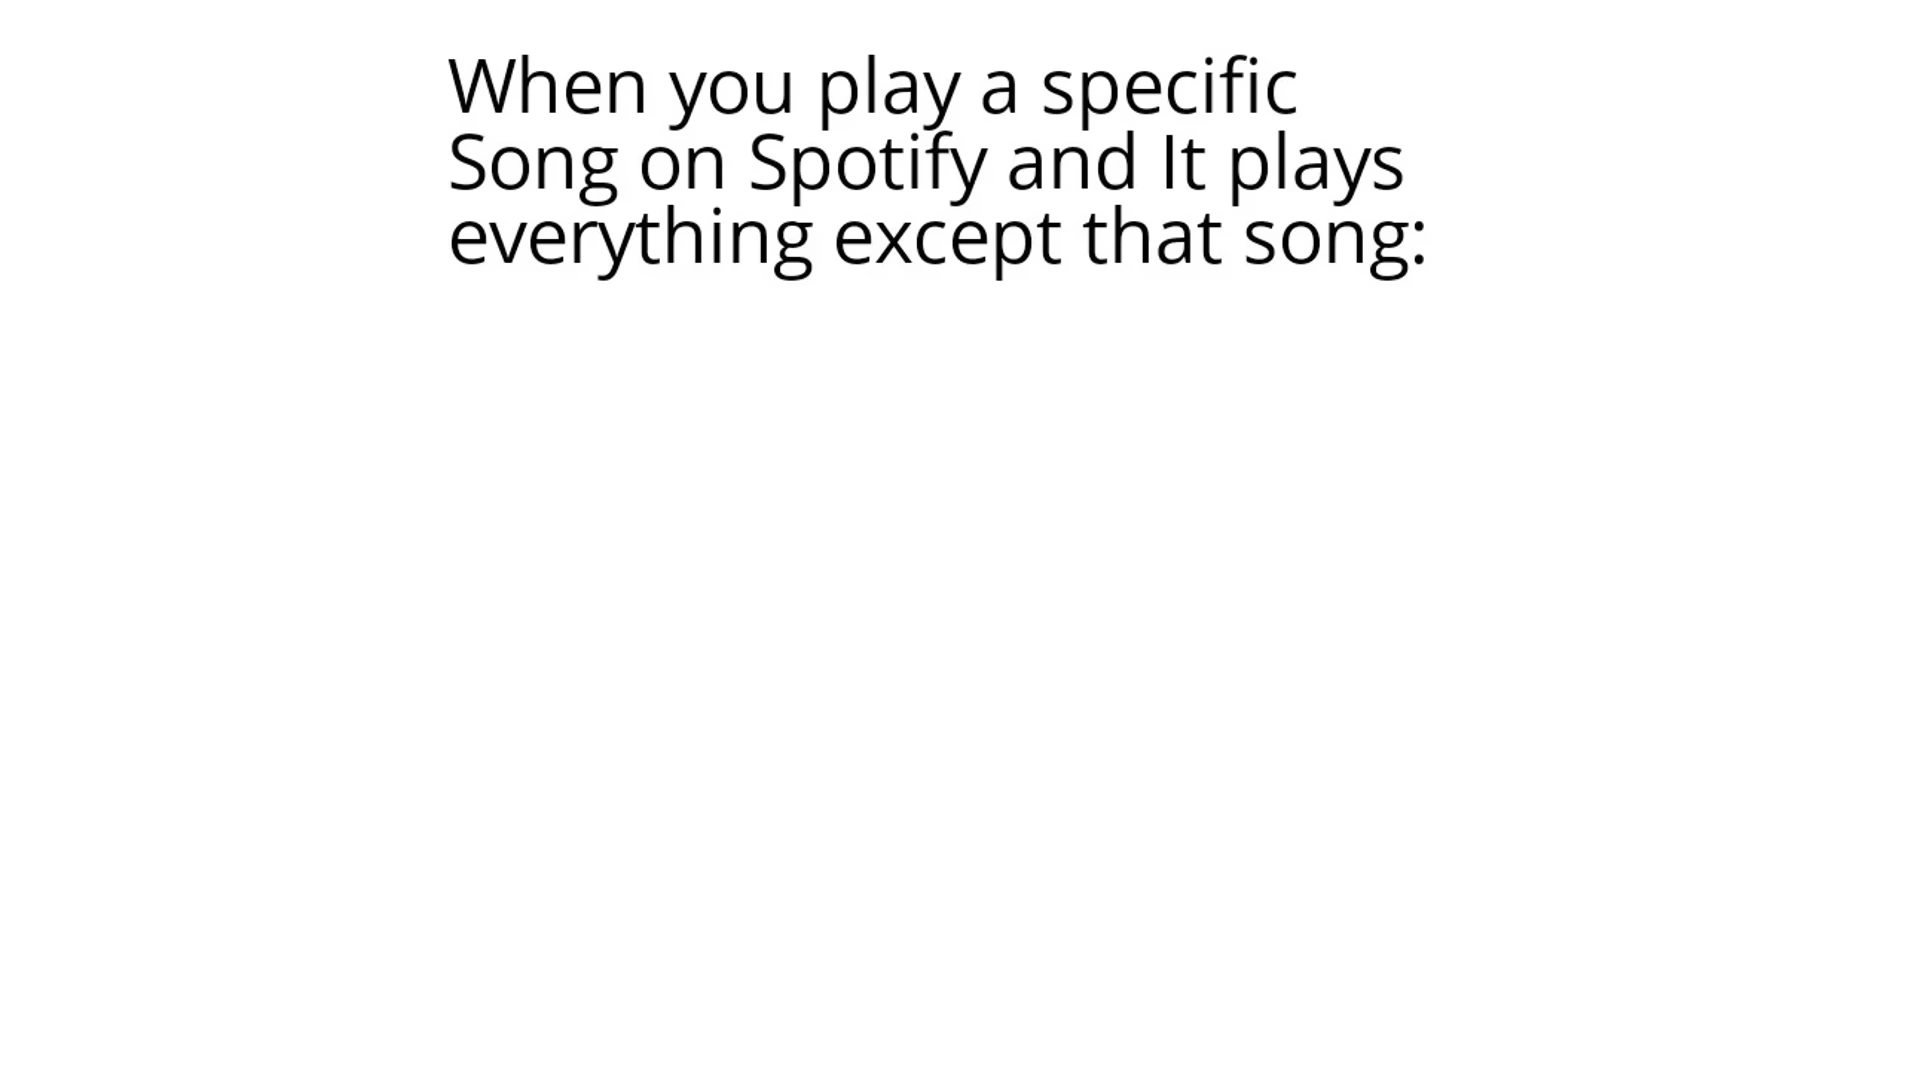 When you play a specific
Song on Spotify and It plays
everything except that song: